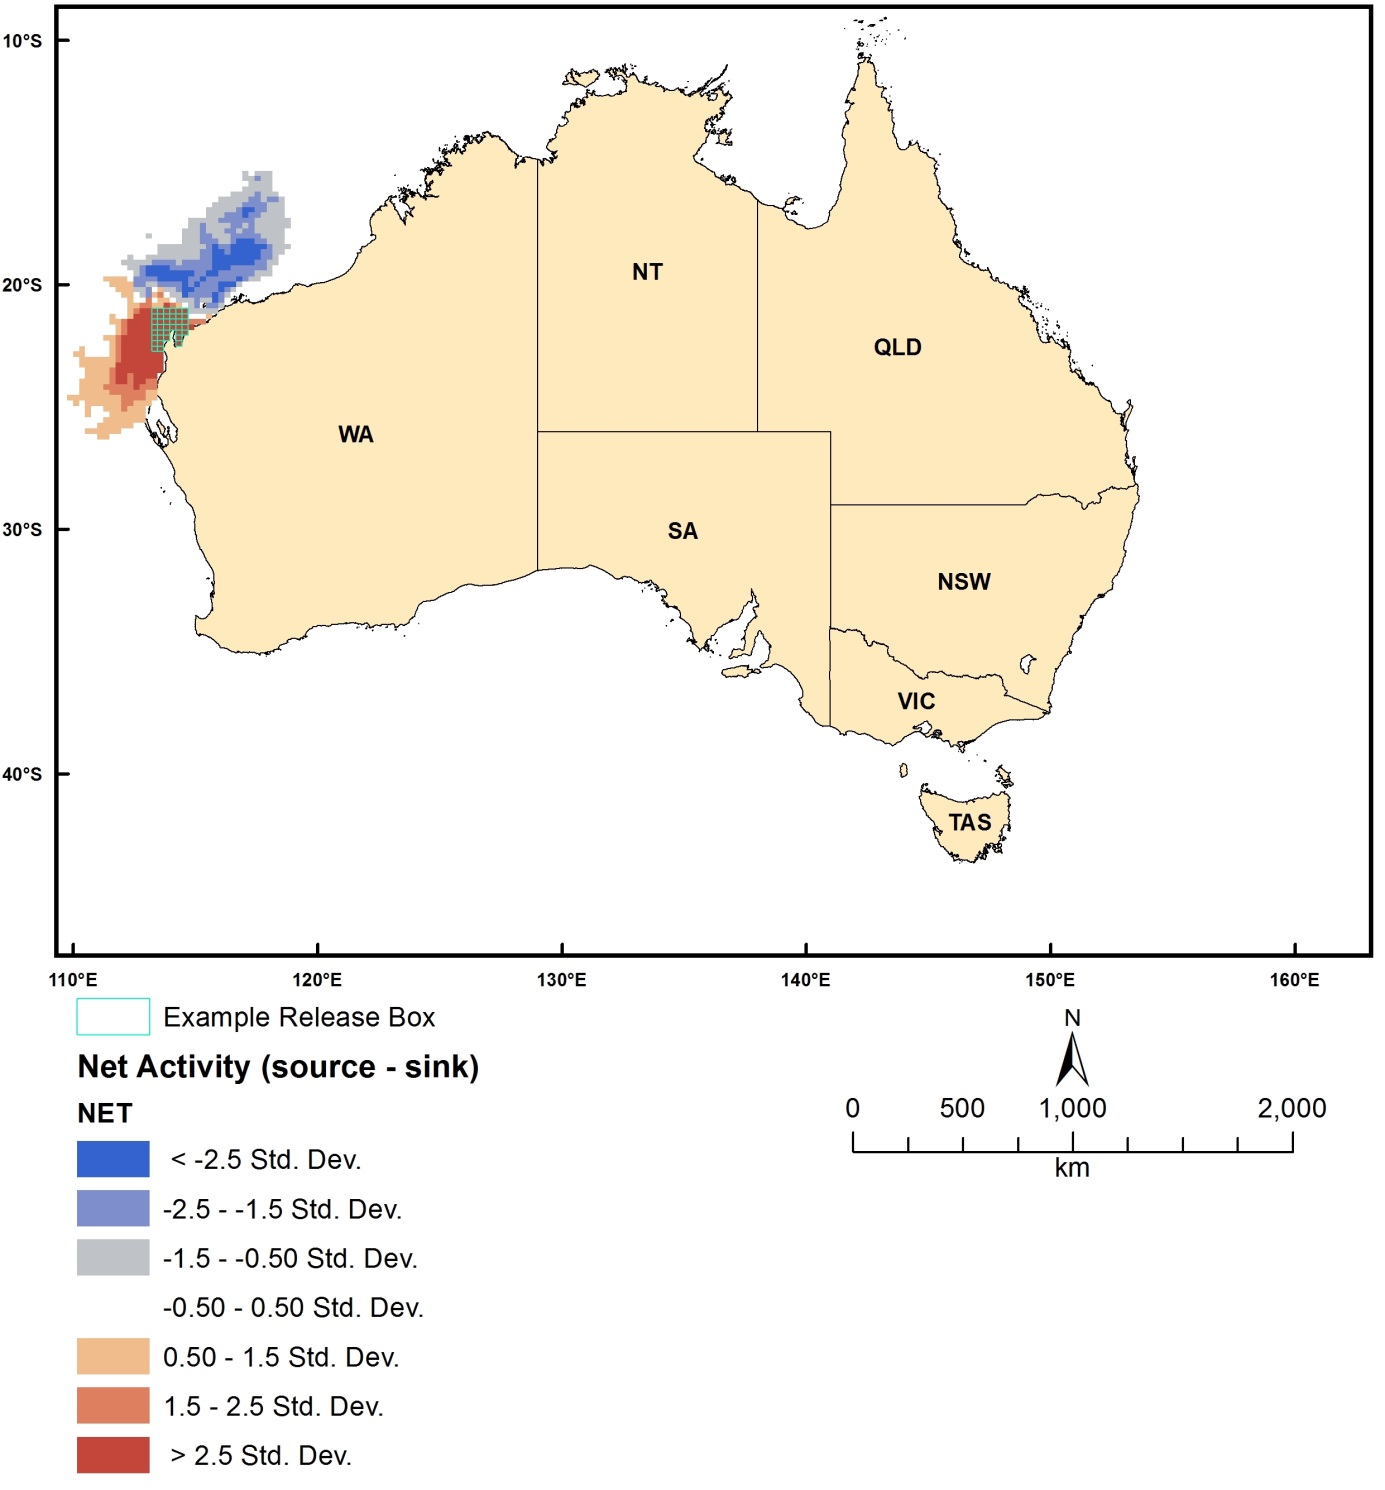 10°S
20°S
30°S
40°S
NT
QLD
WA
SA
NSW
VIC
TAS
110°E 120°E 130°E 140°E 150°E 160°E
Example Release Box
Net Activity (source - sink)
NET
< -2.5 Std. Dev.
-2.5 - -1.5 Std. Dev.
-1.5 - -0.50 Std. Dev.
-0.50 - 0.50 Std. Dev.
0.50 - 1.5 Std. Dev.
1.5 - 2.5 Std. Dev.
> 2.5 Std. Dev.
N
0 500 1,000 2,000
km